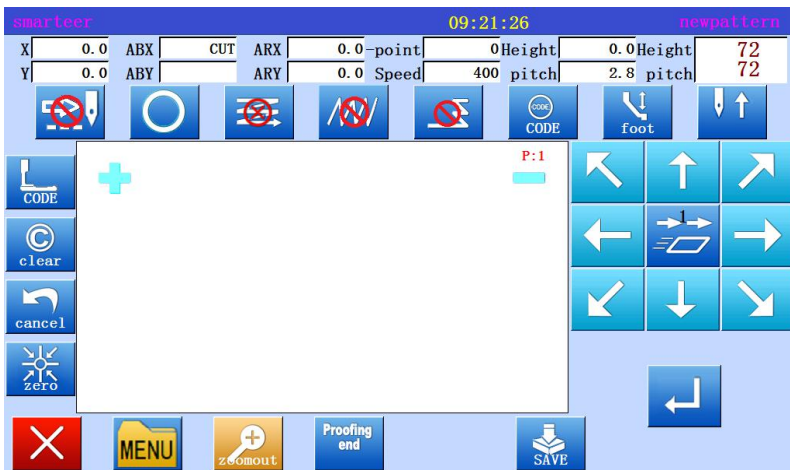 smarteer 09:21:26 newpattern
X 0.0 ABX CUT ARX 0.0 -point 0 Height 0.0 Height 72
Y 0.0 ABY ARY 0.0 Speed 400 pitch 2.8 pitch 72
CODE
CODE
foot
P:1
CODE
1
clear
cancel
zero
MENU
zoomout
Proofing
end
SAVE